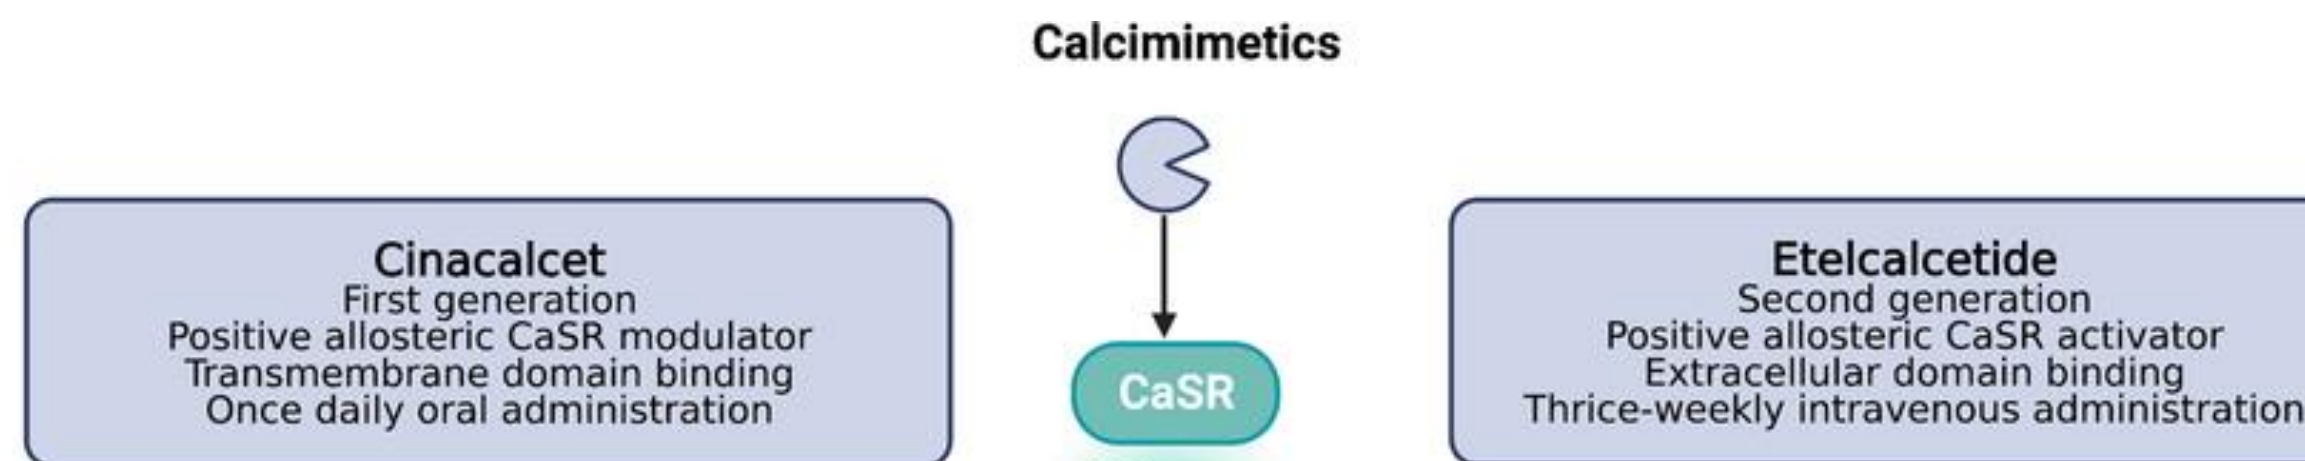 Calcimimetics
Cinacalcet
First generation
Positive allosteric CaSR modulator
Transmembrane domain binding
Once daily oral administration
CaSR
Etelcalcetide
Second generation
Positive allosteric CaSR activator
Extracellular domain binding
Thrice-weekly intravenous administration